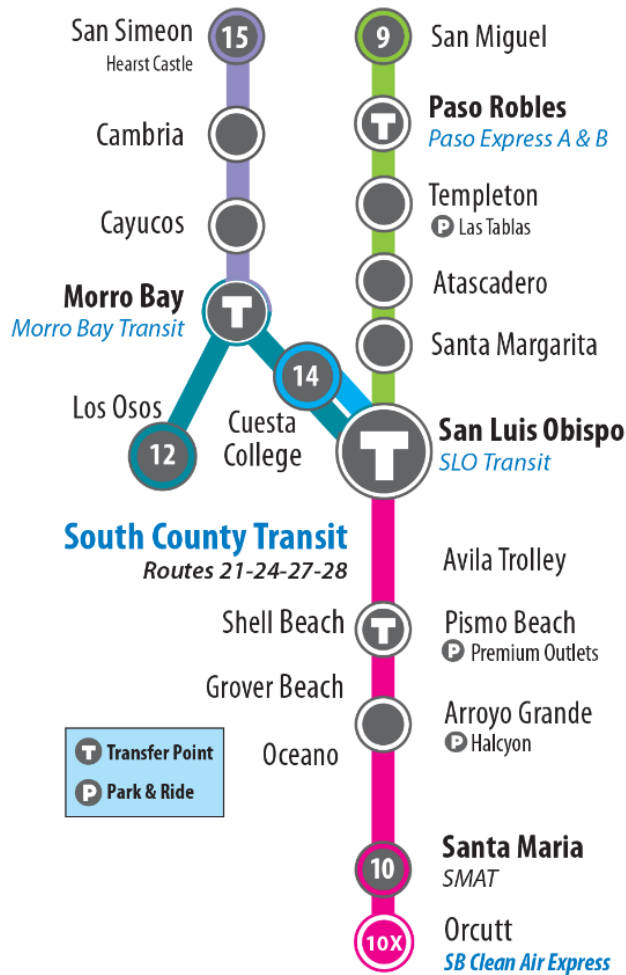 San Simeon
Hearst Castle
15
9
San Miguel
Cambria
T
Paso Robles
Paso Express A & B
Cayucos
Templeton
P Las Tablas
Morro Bay
Morro Bay Transit
T
Atascadero
Santa Margarita
14
Los Osos
12
Cuesta
College
T
San Luis Obispo
SLO Transit
South County Transit
Routes 21-24-27-28
Avila Trolley
Shell Beach
T
Pismo Beach
P Premium Outlets
Grover Beach
Arroyo Grande
P Halcyon
Oceano
T Transfer Point
P Park & Ride
10
Santa Maria
SMAT
10X
Orcutt
SB Clean Air Express